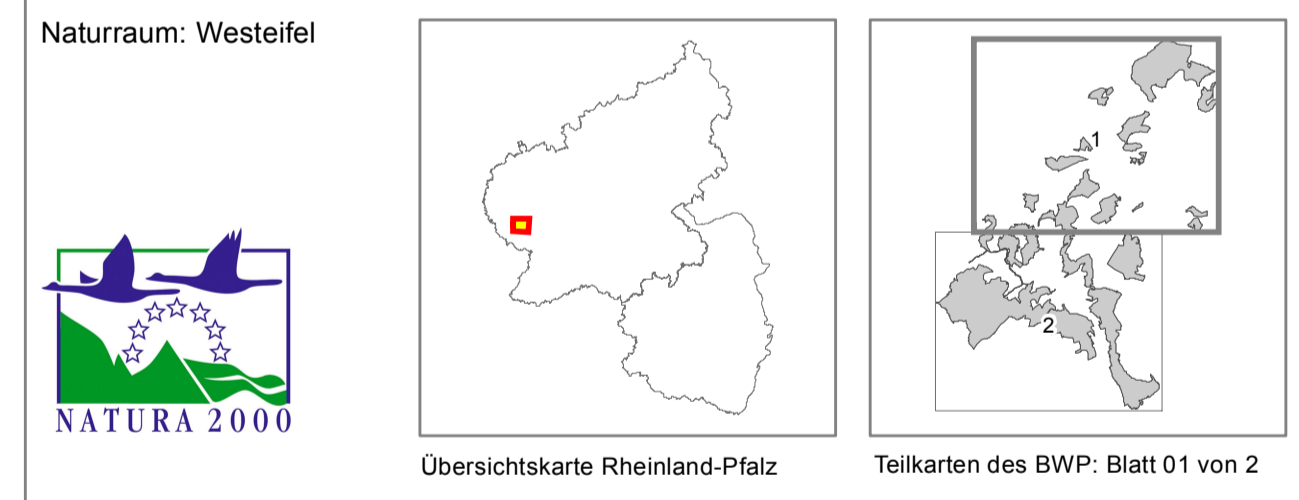 Naturraum: Westeifel
NATURA 2000
Übersichtskarte Rheinland-Pfalz
1
2
Teilkarten des BWP: Blatt 01 von 2